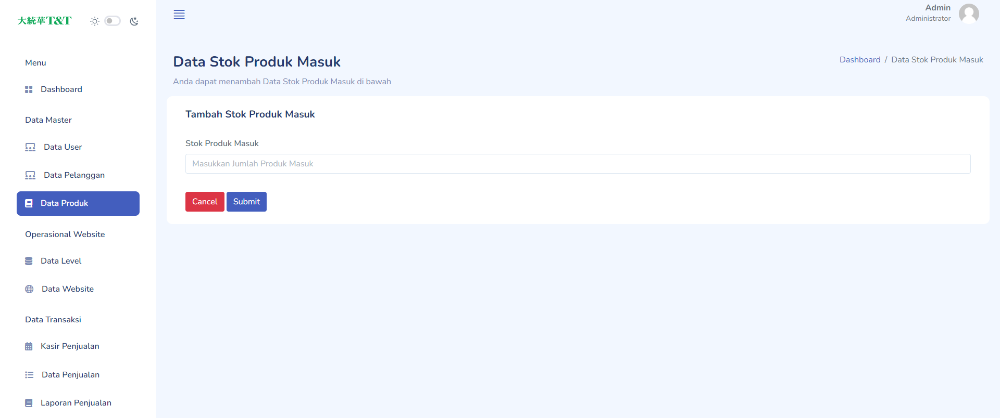 大統華T&T
Menu
Dashboard
Data Master
Data User
Data Pelanggan
Data Produk
Operasional Website
Data Level
Data Website
Data Transaksi
Kasir Penjualan
Data Penjualan
Laporan Penjualan
Admin
Administrator
Data Stok Produk Masuk
Anda dapat menambah Data Stok Produk Masuk di bawah
Dashboard / Data Stok Produk Masuk
Tambah Stok Produk Masuk
Stok Produk Masuk
Masukkan Jumlah Produk Masuk
Cancel Submit